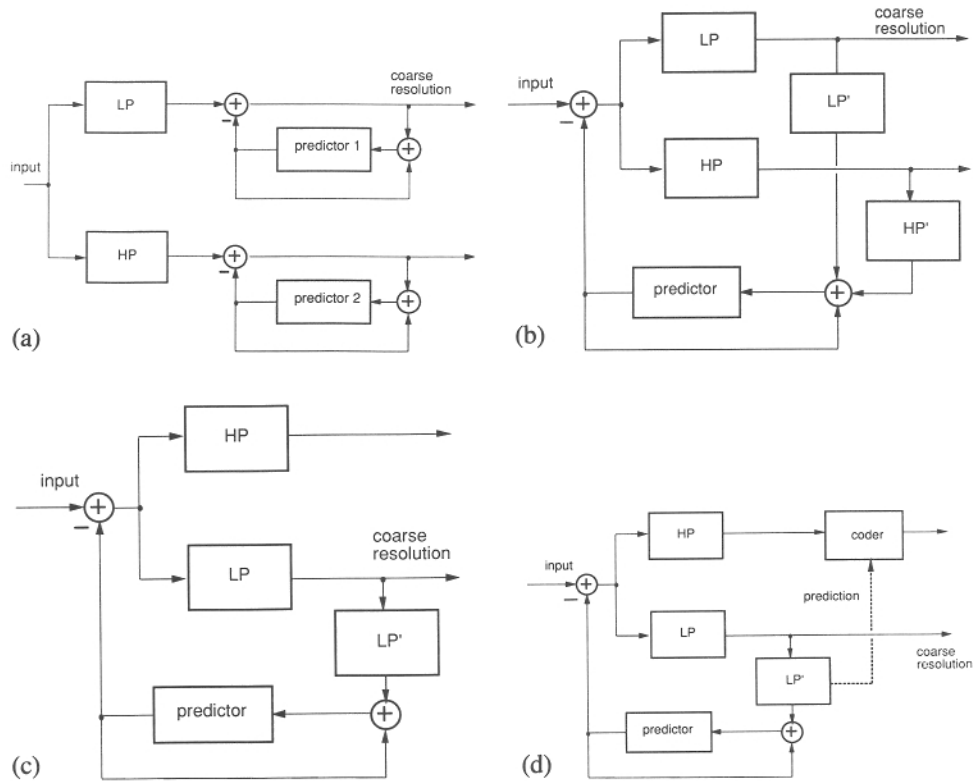 LP
coarse
resolution
+
−
predictor 1
+
input
HP
+
−
predictor 2
+
(a)
coarse
resolution
LP
input
+
−
LP'
HP
HP'
predictor
+
(b)
HP
input
+
−
coarse
resolution
LP
LP'
predictor
+
(c)
HP
coder
input
+
−
prediction
LP
coarse
resolution
LP'
predictor
+
(d)